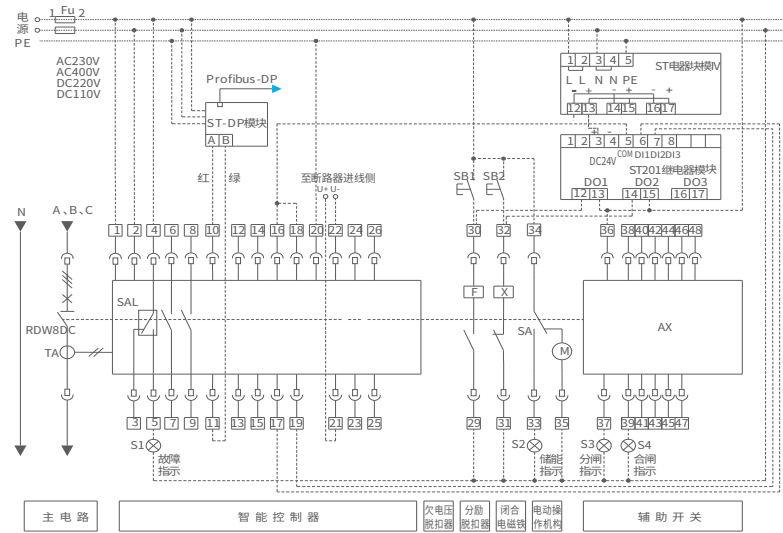 电
源
1 Fu 2
PE
AC230V
AC400V
DC220V
DC110V
Profibus-DP
ST-DP模块
A B
红 绿
至断路器进线侧
U+ U-
ST电器块模IV
1 2 3 4 5
L L N N PE
- + - + - +
12 13 14 15 16 17
+ -
1 2 3 4 5 6 7 8
DC24V
COM DI1DI2DI3
ST201继电器模块
DO1 DO2 DO3
12 13 14 15 16 17
SB1 SB2
N
A、B、C
1 2 4 6 8 10 12 14 16 18 20 22 24 26 30 32 34 36 38 40 42 44 46 48
F X
SAL
RDW8DC
TA
SA
M
AX
3 5 7 9 11 13 15 17 19 21 23 25 29 31 33 35 37 39 41 43 45 47
S1 S2 S3 S4
故障
指示
储能
指示
分闸
指示
合闸
指示
主电路
智能控制器
欠电压
脱扣器
分励
脱扣器
闭合
电磁铁
电动操
作机构
辅助开关